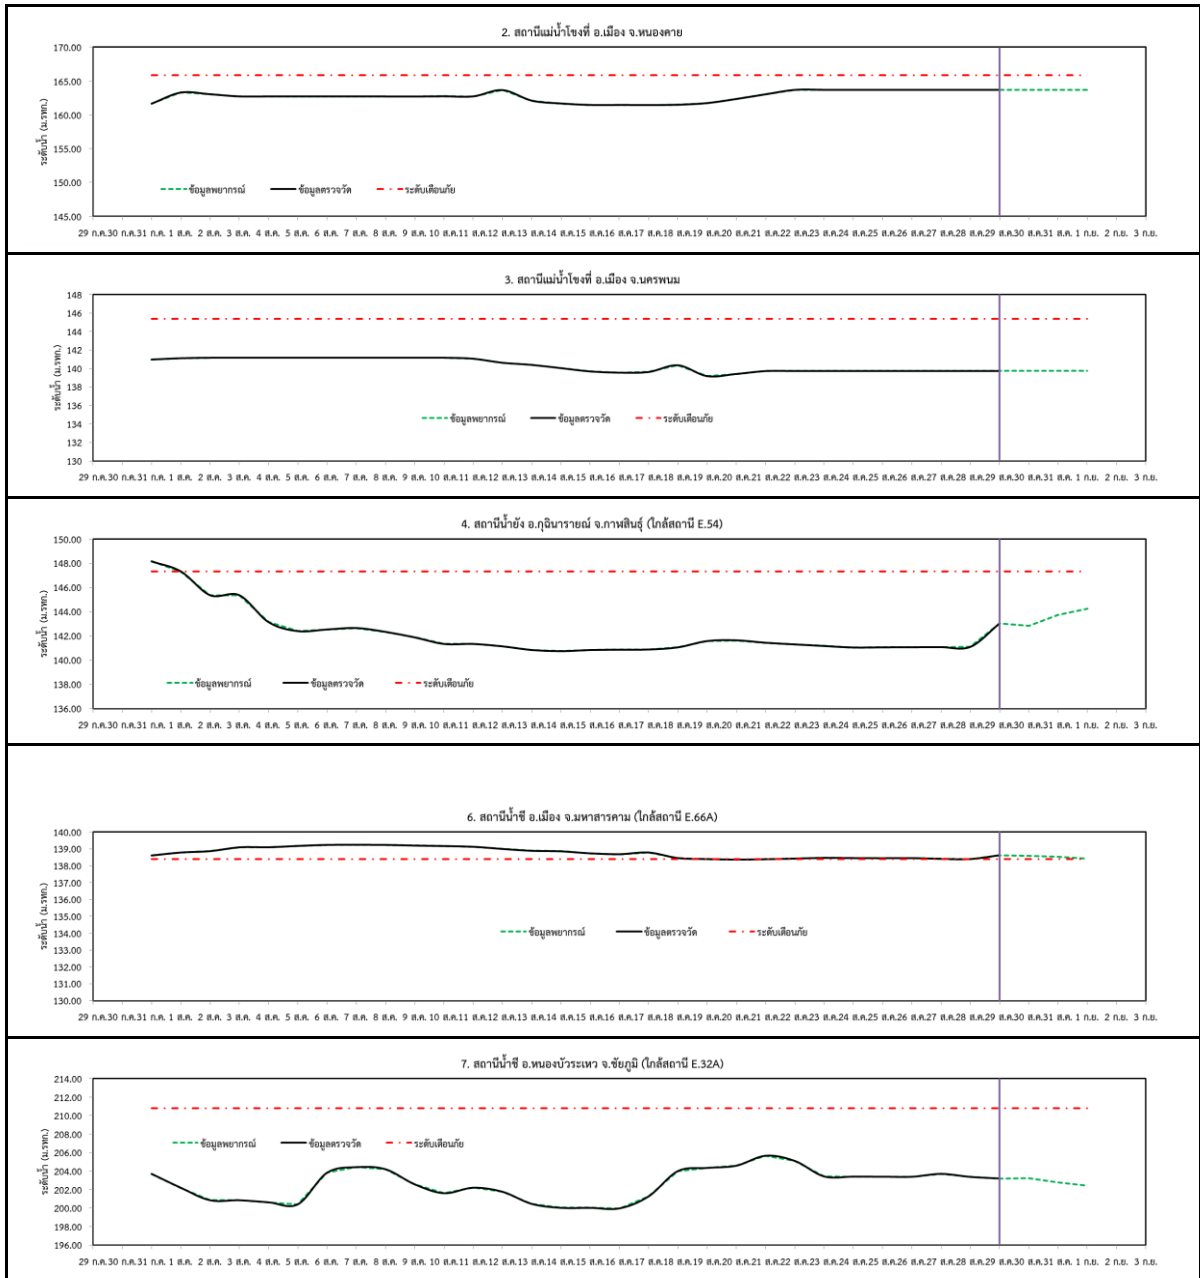 2. สถานีแม่น้ำโขงที่ อ.เมือง จ.หนองคาย
170.00
165.00
160.00
155.00
150.00
145.00
ระดับน้ำ (ม.รทก.)
ข้อมูลพยากรณ์ ข้อมูลตรวจวัด ระดับเตือนภัย
29 ก.ค.30 ก.ค.31 ก.ค. 1 ส.ค. 2 ส.ค. 3 ส.ค. 4 ส.ค. 5 ส.ค. 6 ส.ค. 7 ส.ค. 8 ส.ค. 9 ส.ค.10 ส.ค.11 ส.ค.12 ส.ค.13 ส.ค.14 ส.ค.15 ส.ค.16 ส.ค.17 ส.ค.18 ส.ค.19 ส.ค.20 ส.ค.21 ส.ค.22 ส.ค.23 ส.ค.24 ส.ค.25 ส.ค.26 ส.ค.27 ส.ค.28 ส.ค.29 ส.ค.30 ส.ค.31 ส.ค. 1 ก.ย. 2 ก.ย. 3 ก.ย.
3. สถานีแม่น้ำโขงที่ อ.เมือง จ.นครพนม
148
146
144
142
140
138
136
134
132
130
ระดับน้ำ (ม.รทก.)
ข้อมูลพยากรณ์ ข้อมูลตรวจวัด ระดับเตือนภัย
29 ก.ค.30 ก.ค.31 ก.ค. 1 ส.ค. 2 ส.ค. 3 ส.ค. 4 ส.ค. 5 ส.ค. 6 ส.ค. 7 ส.ค. 8 ส.ค. 9 ส.ค.10 ส.ค.11 ส.ค.12 ส.ค.13 ส.ค.14 ส.ค.15 ส.ค.16 ส.ค.17 ส.ค.18 ส.ค.19 ส.ค.20 ส.ค.21 ส.ค.22 ส.ค.23 ส.ค.24 ส.ค.25 ส.ค.26 ส.ค.27 ส.ค.28 ส.ค.29 ส.ค.30 ส.ค.31 ส.ค. 1 ก.ย. 2 ก.ย. 3 ก.ย.
4. สถานีน้ำยัง อ.กุฉินารายณ์ จ.กาฬสินธุ์ (ใกล้สถานี E.54)
150.00
148.00
146.00
144.00
142.00
140.00
138.00
136.00
ระดับน้ำ (ม.รทก.)
ข้อมูลพยากรณ์ ข้อมูลตรวจวัด ระดับเตือนภัย
29 ก.ค.30 ก.ค.31 ก.ค. 1 ส.ค. 2 ส.ค. 3 ส.ค. 4 ส.ค. 5 ส.ค. 6 ส.ค. 7 ส.ค. 8 ส.ค. 9 ส.ค.10 ส.ค.11 ส.ค.12 ส.ค.13 ส.ค.14 ส.ค.15 ส.ค.16 ส.ค.17 ส.ค.18 ส.ค.19 ส.ค.20 ส.ค.21 ส.ค.22 ส.ค.23 ส.ค.24 ส.ค.25 ส.ค.26 ส.ค.27 ส.ค.28 ส.ค.29 ส.ค.30 ส.ค.31 ส.ค. 1 ก.ย. 2 ก.ย. 3 ก.ย.
6. สถานีน้ำชี อ.เมือง จ.มหาสารคาม (ใกล้สถานี E.66A)
140.00
139.00
138.00
137.00
136.00
135.00
134.00
133.00
132.00
131.00
130.00
ระดับน้ำ (ม.รทก.)
ข้อมูลพยากรณ์ ข้อมูลตรวจวัด ระดับเตือนภัย
29 ก.ค.30 ก.ค.31 ก.ค. 1 ส.ค. 2 ส.ค. 3 ส.ค. 4 ส.ค. 5 ส.ค. 6 ส.ค. 7 ส.ค. 8 ส.ค. 9 ส.ค.10 ส.ค.11 ส.ค.12 ส.ค.13 ส.ค.14 ส.ค.15 ส.ค.16 ส.ค.17 ส.ค.18 ส.ค.19 ส.ค.20 ส.ค.21 ส.ค.22 ส.ค.23 ส.ค.24 ส.ค.25 ส.ค.26 ส.ค.27 ส.ค.28 ส.ค.29 ส.ค.30 ส.ค.31 ส.ค. 1 ก.ย. 2 ก.ย. 3 ก.ย.
7. สถานีน้ำชี อ.หนองบัวระเหว จ.ชัยภูมิ (ใกล้สถานี E.32A)
214.00
212.00
210.00
208.00
206.00
204.00
202.00
200.00
198.00
196.00
ระดับน้ำ (ม.รทก.)
ข้อมูลพยากรณ์ ข้อมูลตรวจวัด ระดับเตือนภัย
29 ก.ค.30 ก.ค.31 ก.ค. 1 ส.ค. 2 ส.ค. 3 ส.ค. 4 ส.ค. 5 ส.ค. 6 ส.ค. 7 ส.ค. 8 ส.ค. 9 ส.ค.10 ส.ค.11 ส.ค.12 ส.ค.13 ส.ค.14 ส.ค.15 ส.ค.16 ส.ค.17 ส.ค.18 ส.ค.19 ส.ค.20 ส.ค.21 ส.ค.22 ส.ค.23 ส.ค.24 ส.ค.25 ส.ค.26 ส.ค.27 ส.ค.28 ส.ค.29 ส.ค.30 ส.ค.31 ส.ค. 1 ก.ย. 2 ก.ย. 3 ก.ย.